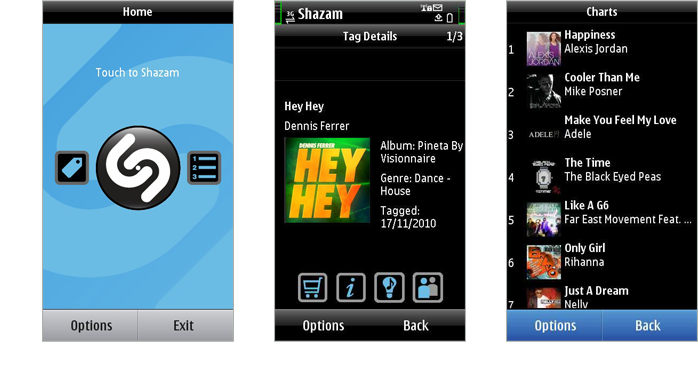 Home
Touch to Shazam
1
2
3
Options Exit
3G
Shazam
Tag Details 1/3
Hey Hey
Dennis Ferrer
DENNIS FERRER
HEY
HEY
Album: Pineta By
Visionnaire
Genre: Dance -
House
Tagged:
17/11/2010
i
Options Back
Charts
1 Happiness
Alexis Jordan
ALEXIS
JORDAN
2 Cooler Than Me
Mike Posner
3 Make You Feel My Love
Adele
ADELE
4 The Time
The Black Eyed Peas
5 Like A G6
Far East Movement Feat. ...
6 Only Girl
Rihanna
7 Just A Dream
Nelly
Options Back